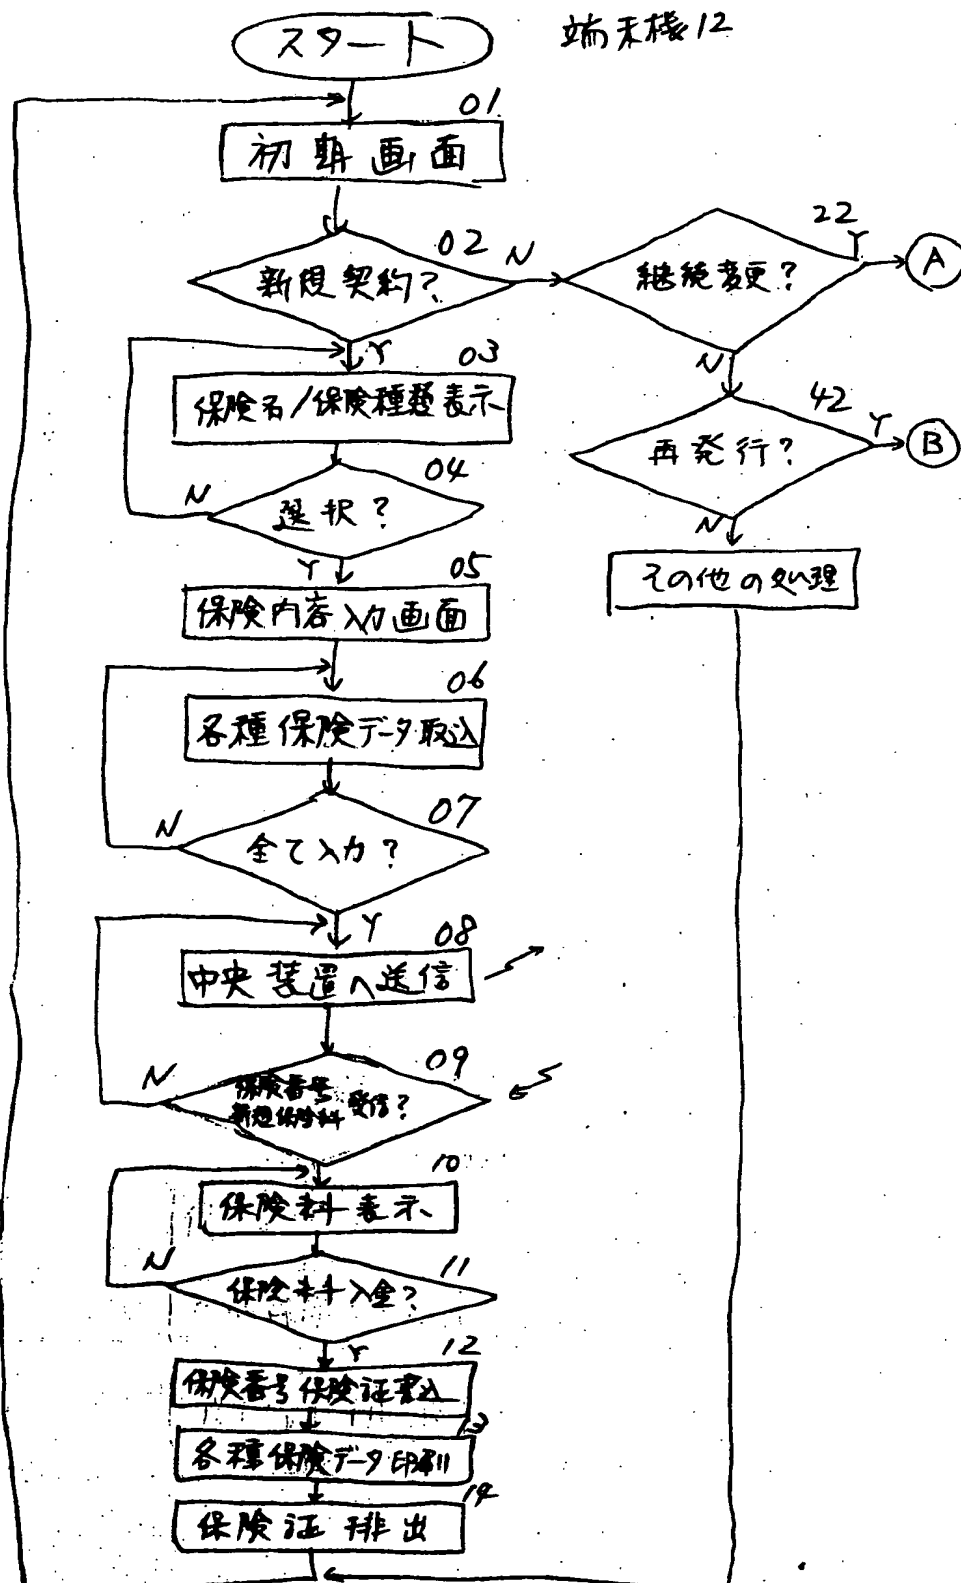 スタート
端末機12
01
初期画面
02
新規契約?
N
Y
22
継続変更?
Y
A
N
03
保険名/保険種類表示
42
再発行?
Y
B
N
04
選択?
N
Y
その他の処理
05
保険内容入力画面
06
各種保険データ取込
07
全て入力?
N
Y
08
中央装置へ送信
09
保険番号
新規保険料 受信?
N
10
保険料表示
11
保険料入金?
N
Y
12
保険番号保険証書込
13
各種保険データ印刷
14
保険証排出